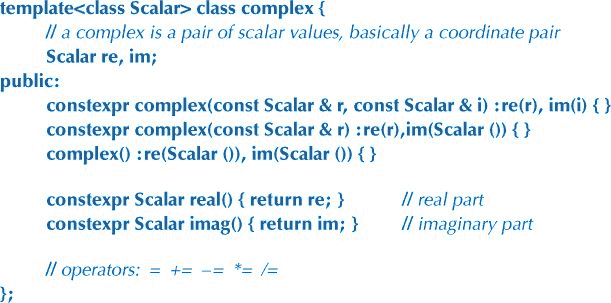 template<class Scalar> class complex {
// a complex is a pair of scalar values, basically a coordinate pair
Scalar re, im;
public:
constexpr complex(const Scalar & r, const Scalar & i) :re(r), im(i) { }
constexpr complex(const Scalar & r) :re(r),im(Scalar ()) { }
complex() :re(Scalar ()), im(Scalar ()) { }
constexpr Scalar real() { return re; } // real part
constexpr Scalar imag() { return im; } // imaginary part
// operators: = += –= *= /=
};